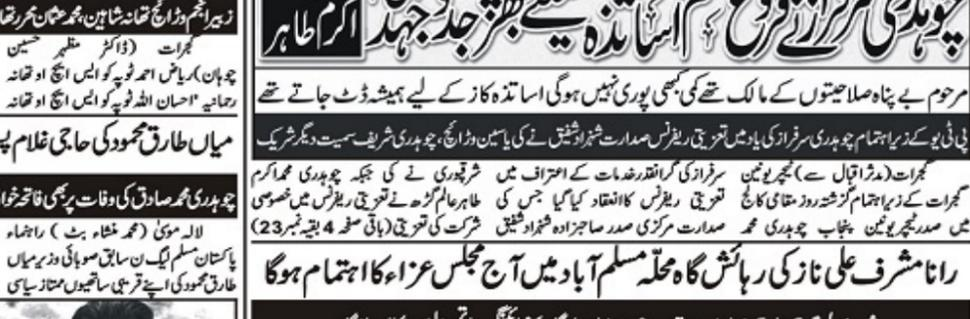 چوہدری سرفراز نے فروغ
اساتذہ کیلئے بھرپور جدوجہد کی
اکرم طاہر
مرحوم بے پناہ صلاحیتوں کے مالک تھے کمی کبھی پوری نہیں ہوگی اساتذہ کاز کے لیے ہمیشہ ڈٹ جاتے تھے
پی ٹی یو کے زیر اہتمام چوہدری سرفراز کی یاد میں تعزیتی ریفرنس صدارت شہزاد شفیق نے کی یاسین وڑائچ، چوہدری شریف سمیت دیگر شریک
گجرات (مدثر اقبال سے) ٹیچر یونین
گجرات کے زیر اہتمام گزشتہ روز مقامی کالج
میں صدر ٹیچر یونین پنجاب چوہدری محمد
سرفراز کی گرانقدر خدمات کے اعتراف میں
تعزیتی ریفرنس کا انعقاد کیا گیا جس کی
صدارت مرکزی صدر صاحبزادہ شہزاد شفیق
شرقپوری نے کی جبکہ چوہدری محمد اکرم
طاہر عالم گڑھ نے تعزیتی ریفرنس میں خصوصی
شرکت کی تعزیتی (باقی صفحہ 4 بقیہ نمبر 23)
رانا مشرف علی ناز کی رہائش گاہ محلہ مسلم آباد میں آج مجلس عزاء کا اہتمام ہوگا
زبیر انجم وڑائچ تھانہ شاہین، محمد عثمان محرر تھا
گجرات (ڈاکٹر مظہر حسین
چوہان) ریاض احمد ٹوپہ کو ایس ایچ او تھانہ
رحمانیہ "احسان اللہ ٹوپہ کو ایس ایچ او تھانہ
میاں طارق محمود کی حاجی غلام
چوہدری محمد صادق کی وفات پر بھی فاتحہ خوا
لالہ موسیٰ (محمد منشاء بٹ) راہنماء
پاکستان مسلم لیگ ن سابق صوبائی وزیر میاں
طارق محمود کی اپنے قریبی ساتھیوں ممتاز سیاسی